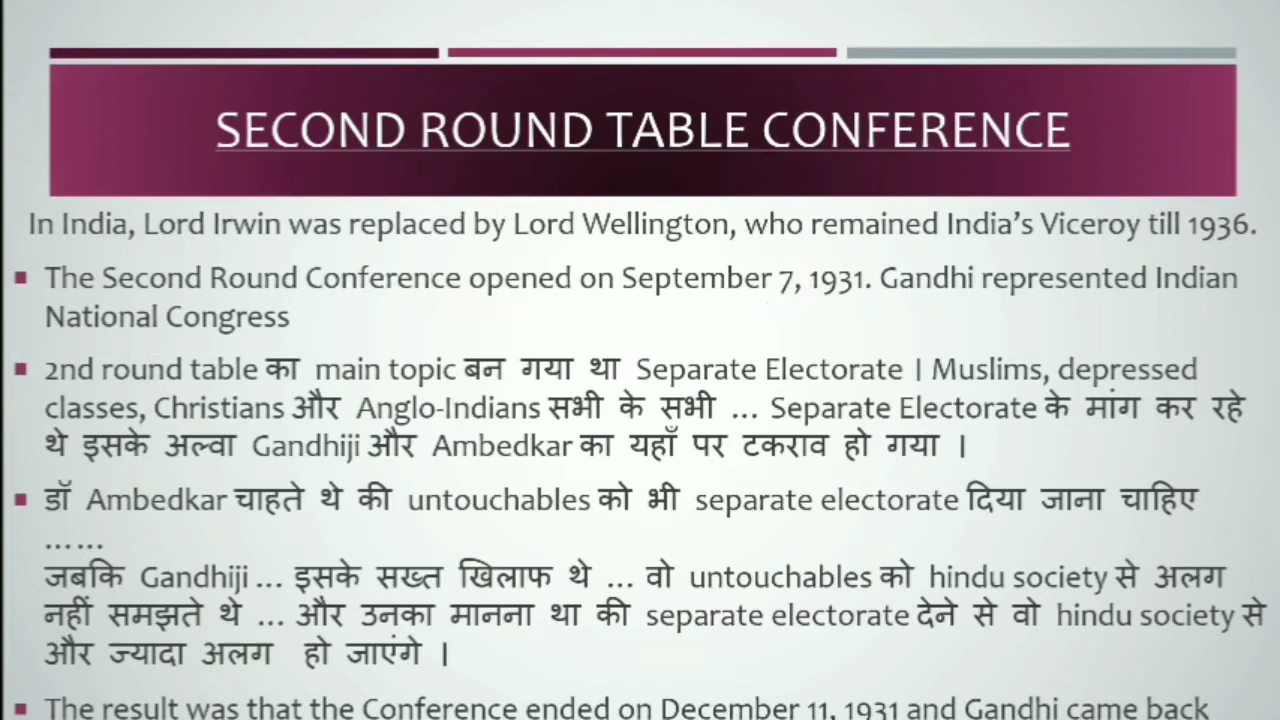 SECOND ROUND TABLE CONFERENCE
In India, Lord Irwin was replaced by Lord Wellington, who remained India’s Viceroy till 1936.
The Second Round Conference opened on September 7, 1931. Gandhi represented Indian
National Congress
2nd round table का main topic बन गया था Separate Electorate | Muslims, depressed
classes, Christians और Anglo-Indians सभी के सभी ... Separate Electorate के मांग कर रहे
थे इसके अल्वा Gandhiji और Ambedkar का यहाँ पर टकराव हो गया |
डॉ Ambedkar चाहते थे की untouchables को भी separate electorate दिया जाना चाहिए
......
जबकि Gandhiji ... इसके सख्त खिलाफ थे ... वो untouchables को hindu society से अलग
नहीं समझते थे ... और उनका मानना था की separate electorate देने से वो hindu society से
और ज्यादा अलग हो जाएंगे |
The result was that the Conference ended on December 11, 1931 and Gandhi came back